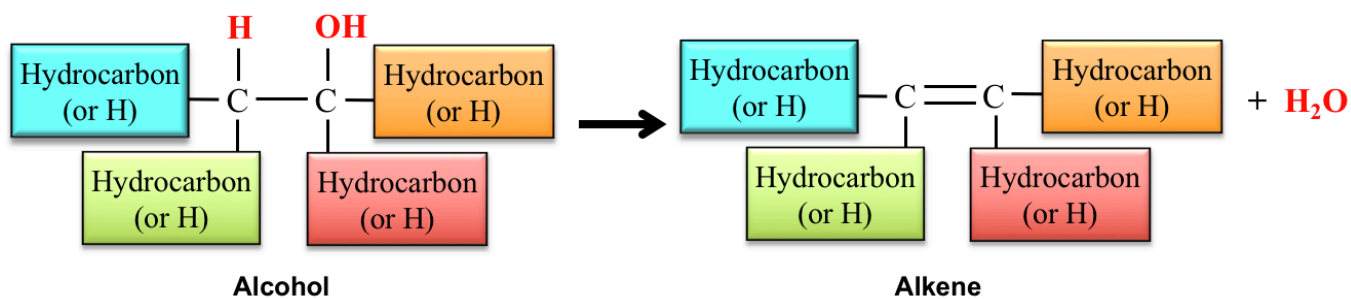 H OH
Hydrocarbon
(or H)
C C
Hydrocarbon
(or H)
Hydrocarbon
(or H)
Hydrocarbon
(or H)
Alcohol
Hydrocarbon
(or H)
C C
Hydrocarbon
(or H)
+ H₂O
Hydrocarbon
(or H)
Hydrocarbon
(or H)
Alkene